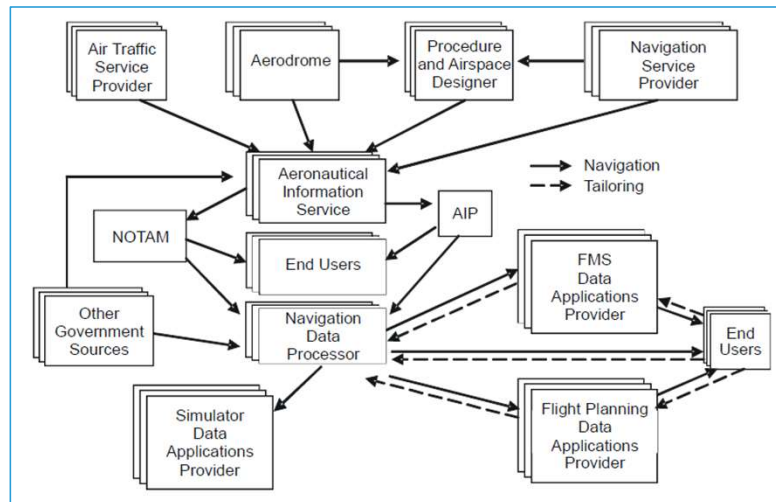 Air Traffic
Service
Provider
Aerodrome
Procedure
and Airspace
Designer
Navigation
Service
Provider
Aeronautical
Information
Service
Navigation
Tailoring
NOTAM
AIP
End Users
FMS
Data
Applications
Provider
Other
Government
Sources
Navigation
Data
Processor
End
Users
Simulator
Data
Applications
Provider
Flight Planning
Data
Applications
Provider